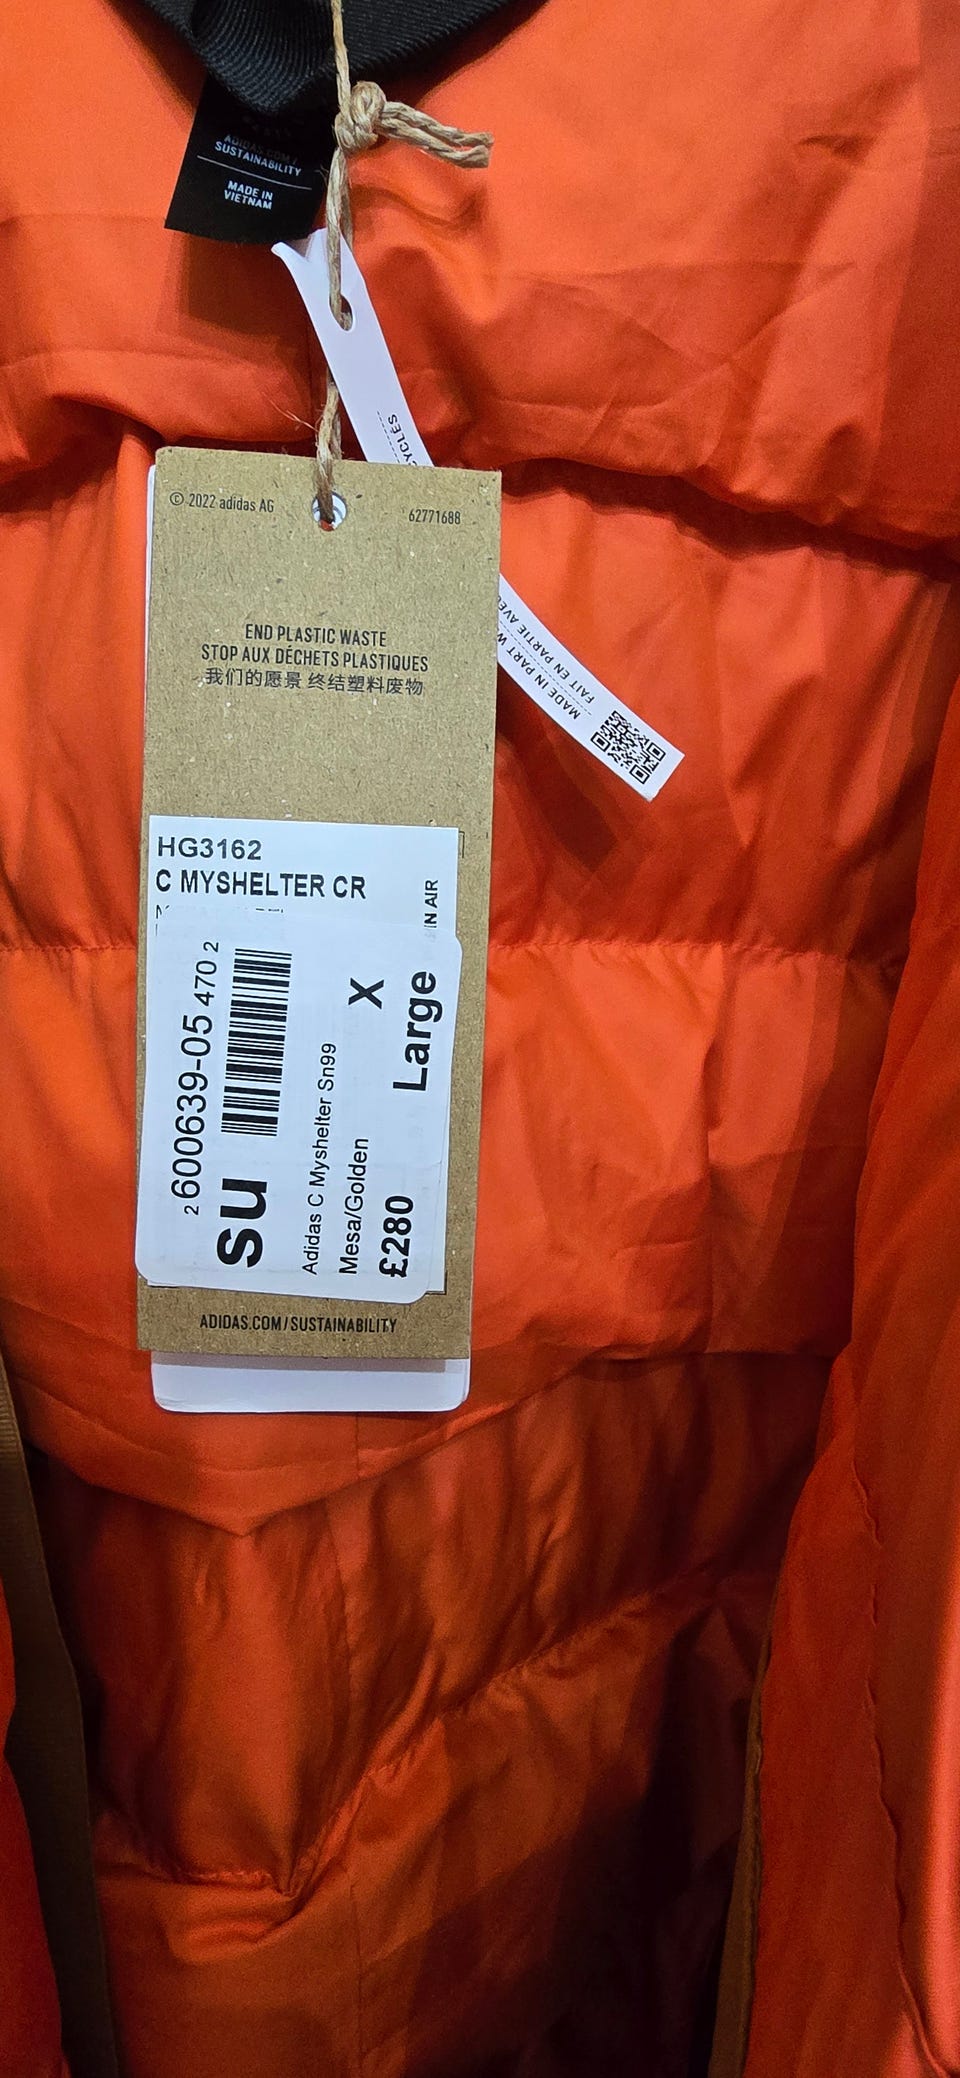 ADIDAS.COM/
SUSTAINABILITY
MADE IN
VIETNAM
© 2022 adidas AG
62771688
END PLASTIC WASTE
STOP AUX DÉCHETS PLASTIQUES
我们的愿景 终结塑料废物
MADE IN PART W
FAIT EN PARTIE AVE
CYCLÉS
HG3162
C MYSHELTER CR
IN AIR
2 600639-05 470 2
su
Adidas C Myshelter Sn99
Mesa/Golden
X
£280
Large
ADIDAS.COM/SUSTAINABILITY